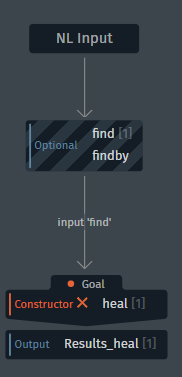 NL Input
Optional find [1]
findby
input 'find'
Goal
Constructor heal [1]
Output Results_heal [1]